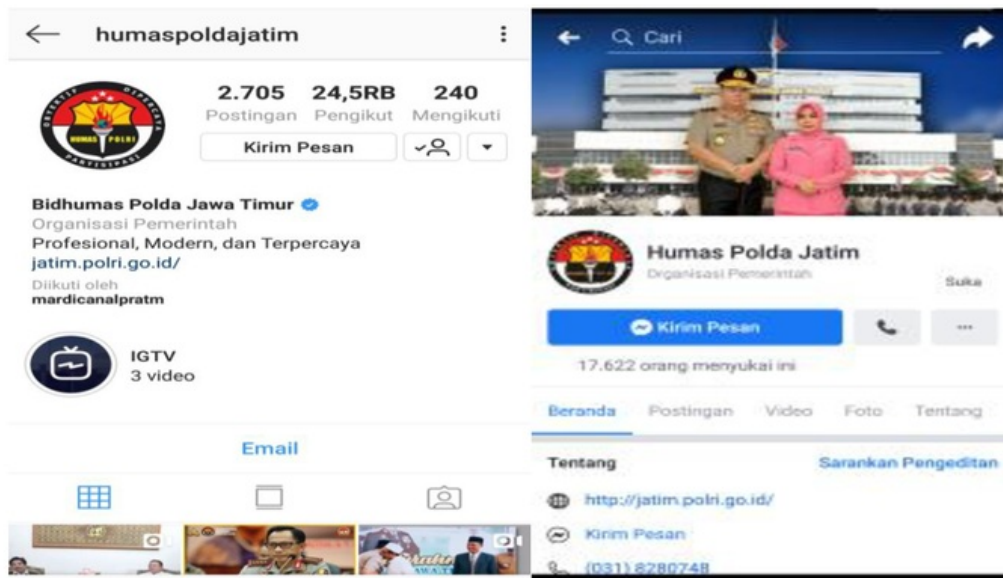 humaspoldajatim
2.705 24,5RB 240
Postingan Pengikut Mengikuti
Kirim Pesan
OBYEKTIF DIPERCAYA
HUMAS POLRI
PARTISIPASI
Bidhumas Polda Jawa Timur
Organisasi Pemerintah
Profesional, Modern, dan Terpercaya
jatim.polri.go.id/
Diikuti oleh
mardicanalpratm
IGTV
3 video
Email
Cari
Humas Polda Jatim
Organisasi Pemerintah
Suka
Kirim Pesan
17.622 orang menyukai ini
Beranda Postingan Video Foto Tentang
Tentang Sarankan Pengeditan
http://jatim.polri.go.id/
Kirim Pesan
(031) 8280748